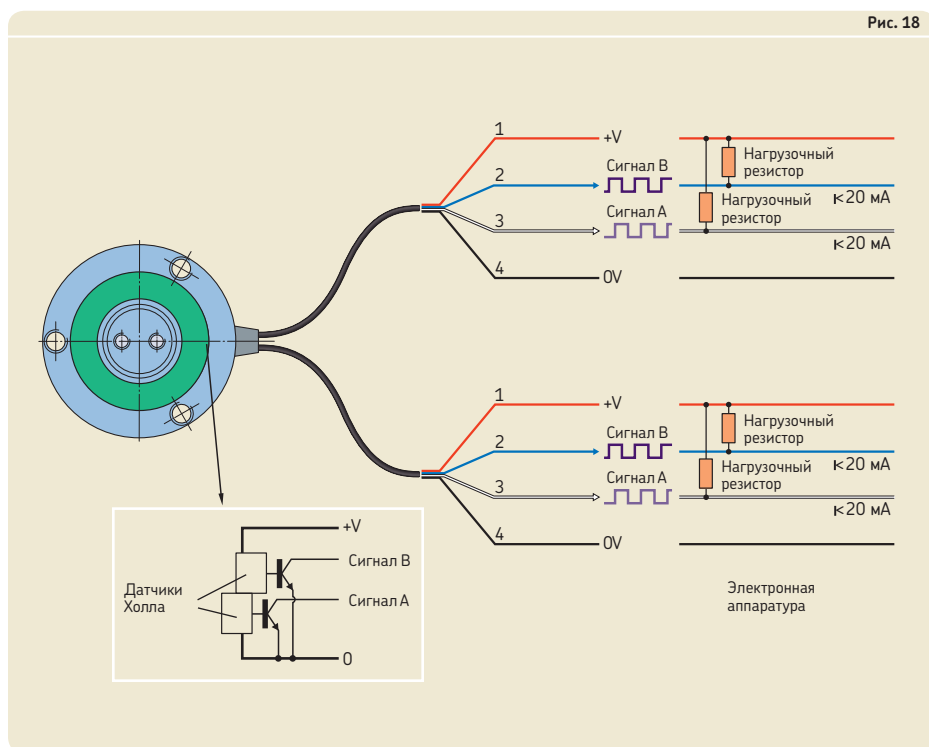 Рис. 18
1
+V
Нагрузочный
резистор
2
Сигнал B
K<20 мА
Нагрузочный
резистор
3
Сигнал A
K<20 мА
4
0V
1
+V
Нагрузочный
резистор
2
Сигнал B
K<20 мА
Нагрузочный
резистор
3
Сигнал A
K<20 мА
4
0V
Электронная
аппаратура
+V
Сигнал B
Датчики
Холла
Сигнал A
0